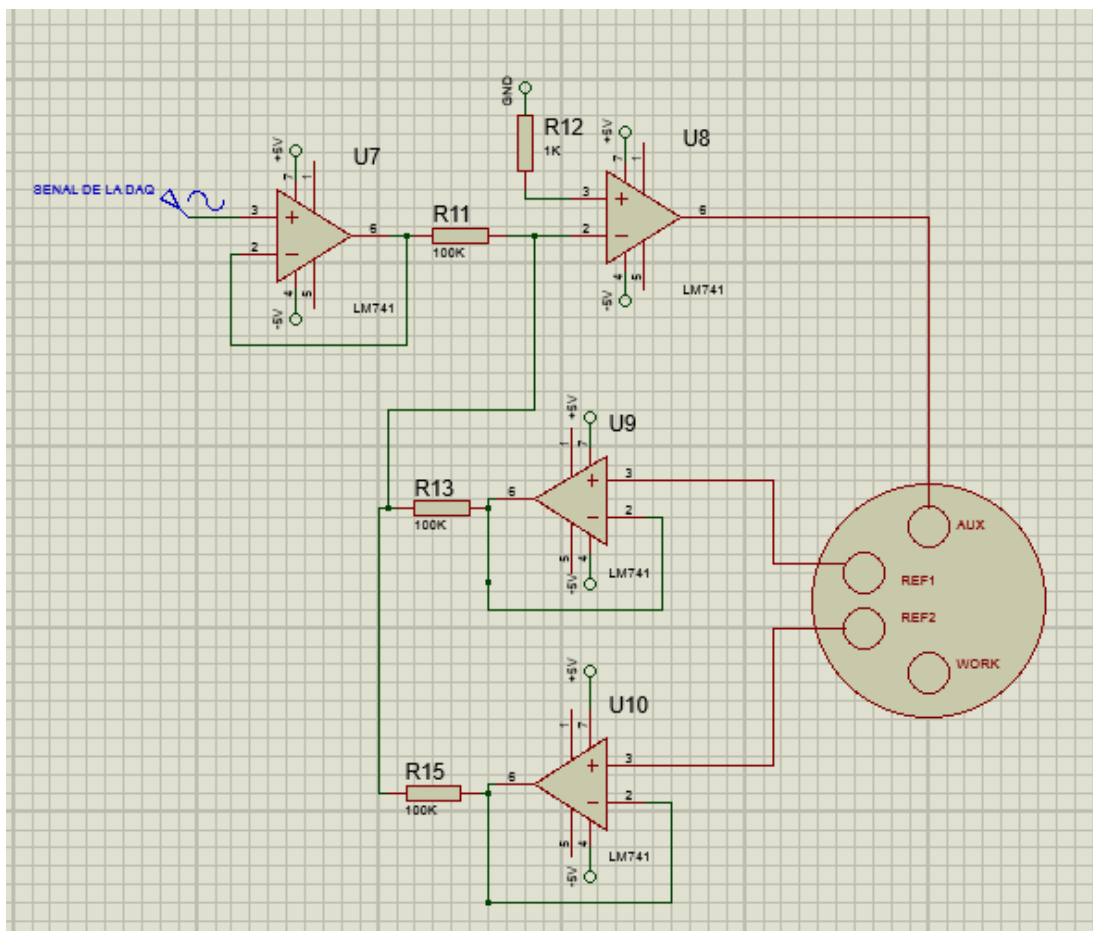 GND
R12
1K
U8
+5V
7
1
3
+
2
−
6
4
5
-5V
LM741
SENAL DE LA DAQ
U7
+5V
7
1
3
+
2
−
6
4
5
-5V
LM741
R11
100K
U9
+5V
1
7
R13
100K
6
+
3
−
2
5
4
-5V
LM741
AUX
REF1
REF2
WORK
U10
+5V
1
7
R15
100K
6
+
3
−
2
5
4
-5V
LM741